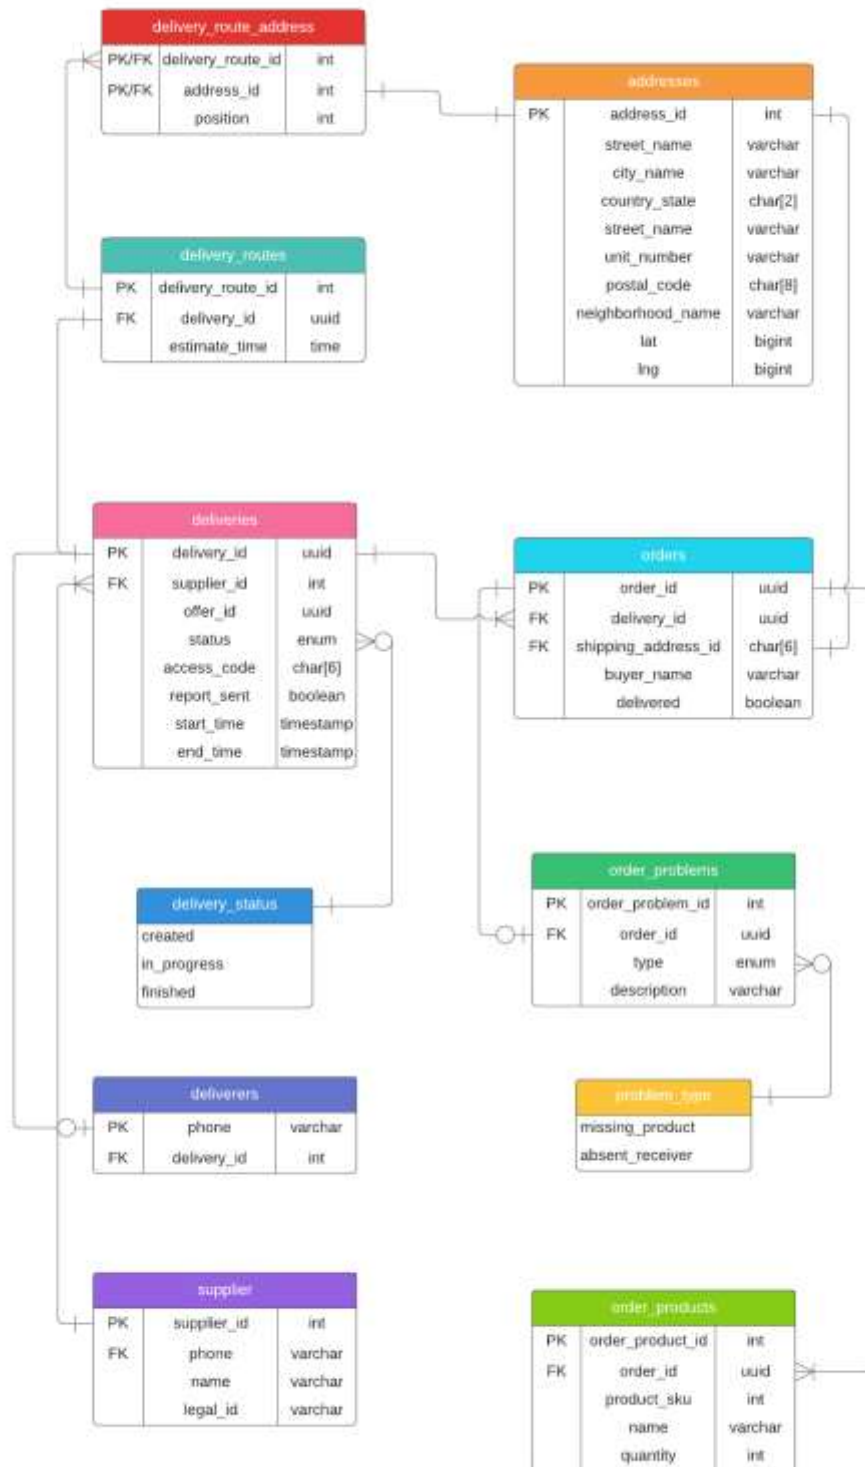 delivery_route_address
PK/FK delivery_route_id int
PK/FK address_id int
position int
addresses
PK address_id int
street_name varchar
city_name varchar
country_state char[2]
street_name varchar
unit_number varchar
postal_code char[8]
neighborhood_name varchar
lat bigint
lng bigint
delivery_routes
PK delivery_route_id int
FK delivery_id uuid
estimate_time time
deliveries
PK delivery_id uuid
FK supplier_id int
offer_id uuid
status enum
access_code char[6]
report_sent boolean
start_time timestamp
end_time timestamp
orders
PK order_id uuid
FK delivery_id uuid
FK shipping_address_id char[6]
buyer_name varchar
delivered boolean
delivery_status
created
in_progress
finished
order_problems
PK order_problem_id int
FK order_id uuid
type enum
description varchar
deliverers
PK phone varchar
FK delivery_id int
problem_type
missing_product
absent_receiver
supplier
PK supplier_id int
FK phone varchar
name varchar
legal_id varchar
order_products
PK order_product_id int
FK order_id uuid
product_sku int
name varchar
quantity int